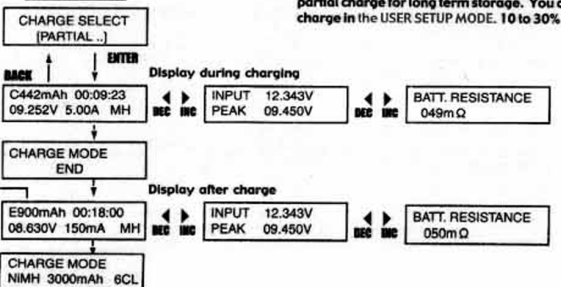 partial charge for long term storage. You
charge in the USER SETUP MODE. 10 to 30%
CHARGE SELECT
[PARTIAL ..]
ENTER
BACK
Display during charging
C442mAh 00:09:23
09.252V 5.00A MH
DEC INC
INPUT 12.343V
PEAK 09.450V
DEC INC
BATT. RESISTANCE
049mΩ
CHARGE MODE
END
Display after charge
E900mAh 00:18:00
08.630V 150mA MH
DEC INC
INPUT 12.343V
PEAK 09.450V
DEC INC
BATT. RESISTANCE
050mΩ
CHARGE MODE
NiMH 3000mAh 6CL